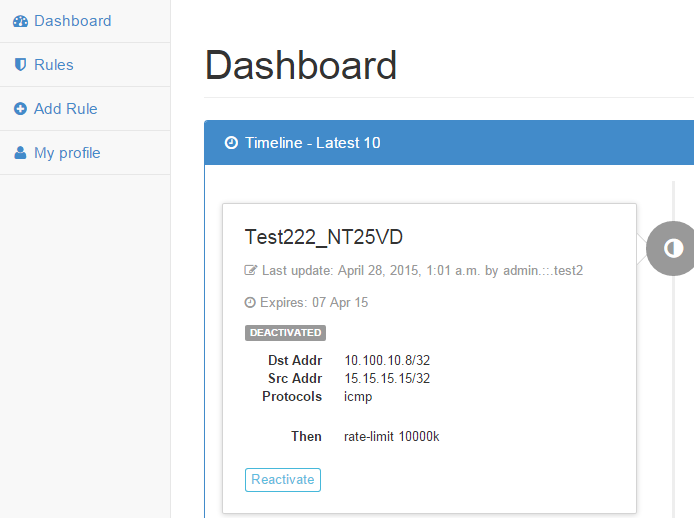 Dashboard
Rules
Add Rule
My profile
Dashboard
Timeline - Latest 10
Test222_NT25VD
Last update: April 28, 2015, 1:01 a.m. by admin.:::.test2
Expires: 07 Apr 15
DEACTIVATED
Dst Addr 10.100.10.8/32
Src Addr 15.15.15.15/32
Protocols icmp
Then rate-limit 10000k
Reactivate